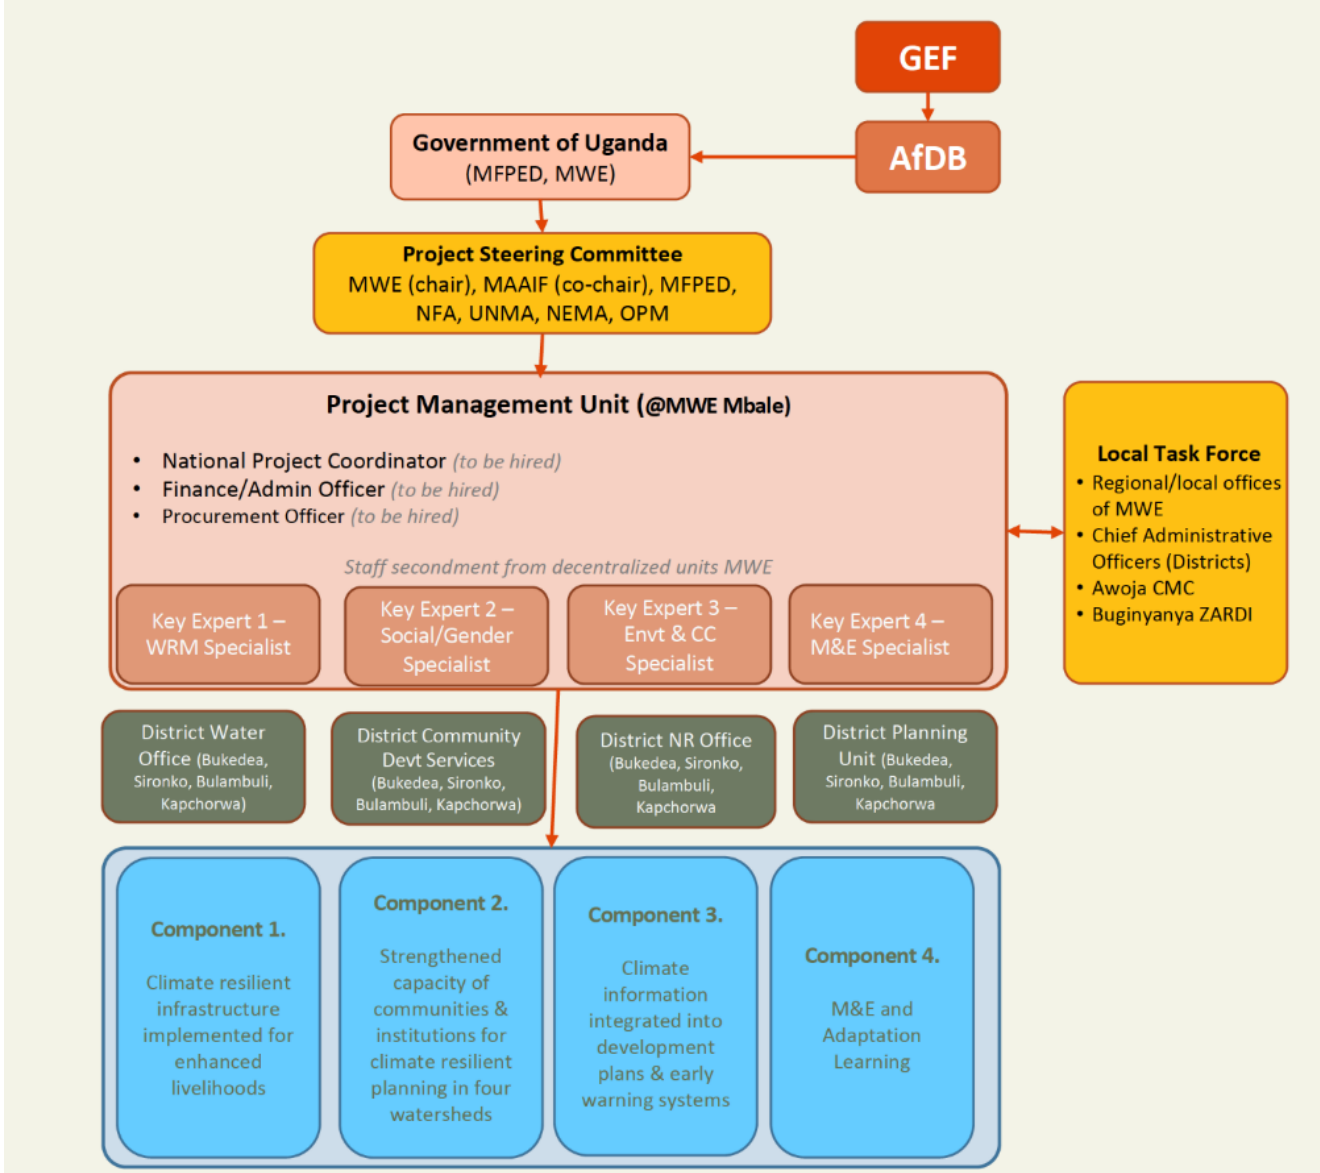 GEF
AfDB
Government of Uganda
(MFPED, MWE)
Project Steering Committee
MWE (chair), MAAIF (co-chair), MFPED,
NFA, UNMA, NEMA, OPM
Project Management Unit (@MWE Mbale)
• National Project Coordinator (to be hired)
• Finance/Admin Officer (to be hired)
• Procurement Officer (to be hired)
Staff secondment from decentralized units MWE
Key Expert 1 –
WRM Specialist
Key Expert 2 –
Social/Gender
Specialist
Key Expert 3 –
Envt & CC
Specialist
Key Expert 4 –
M&E Specialist
Local Task Force
• Regional/local offices
of MWE
• Chief Administrative
Officers (Districts)
• Awoja CMC
• Buginyanya ZARDI
District Water
Office (Bukedea,
Sironko, Bulambuli,
Kapchorwa)
District Community
Devt Services
(Bukedea, Sironko,
Bulambuli, Kapchorwa)
District NR Office
(Bukedea, Sironko,
Bulambuli,
Kapchorwa
District Planning
Unit (Bukedea,
Sironko, Bulambuli,
Kapchorwa
Component 1.
Climate resilient
infrastructure
implemented for
enhanced
livelihoods
Component 2.
Strengthened
capacity of
communities &
institutions for
climate resilient
planning in four
watersheds
Component 3.
Climate
information
integrated into
development
plans & early
warning systems
Component 4.
M&E and
Adaptation
Learning